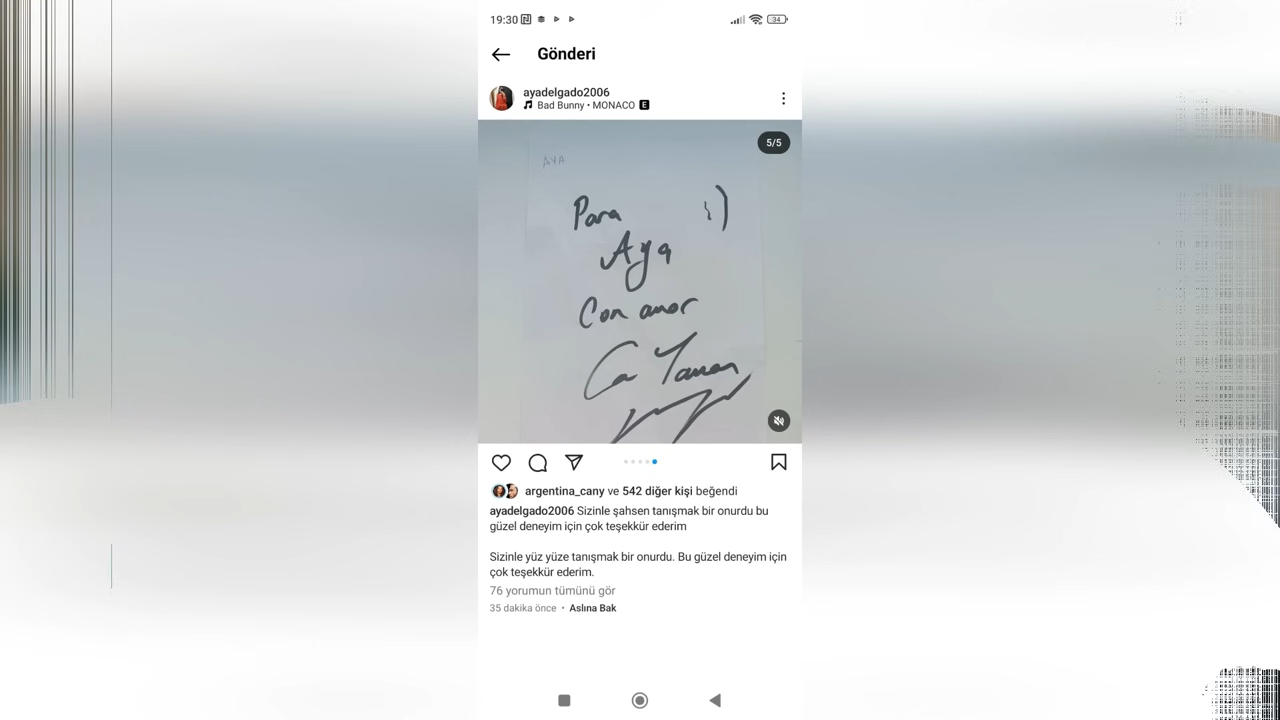 19:30
34
Gönderi
ayadelgado2006
Bad Bunny • MONACO E
5/5
AYA
Para :)
Aya
Con amor
Ca Yaman
argentina_cany ve 542 diğer kişi beğendi
ayadelgado2006 Sizinle şahsen tanışmak bir onurdu bu
güzel deneyim için çok teşekkür ederim
Sizinle yüz yüze tanışmak bir onurdu. Bu güzel deneyim için
çok teşekkür ederim.
76 yorumun tümünü gör
35 dakika önce • Aslına Bak